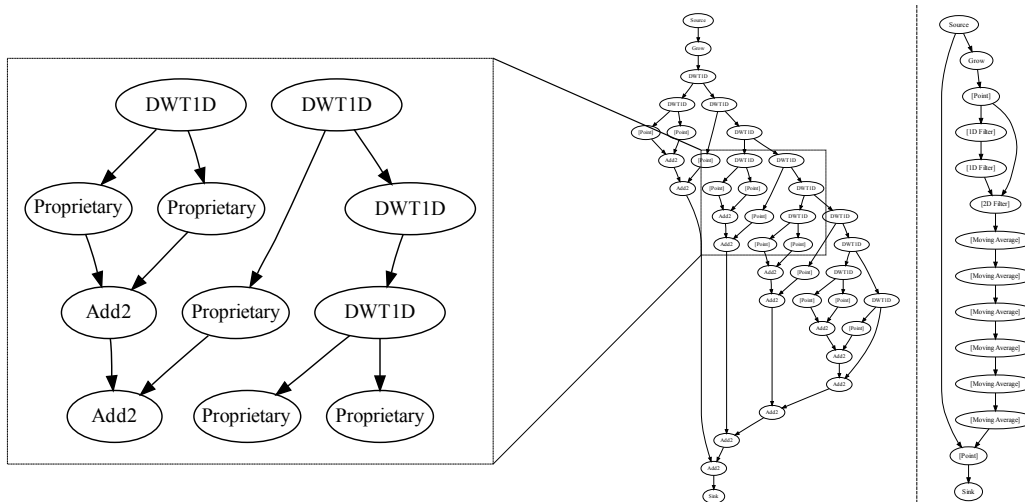 DWT1D DWT1D
Proprietary Proprietary DWT1D
Add2 Proprietary DWT1D
Add2 Proprietary Proprietary
Source
Grow
DWT1D
DWT1D DWT1D
[Point] [Point] DWT1D
Add2 [Point] DWT1D DWT1D
Add2 [Point] [Point] DWT1D
Add2 [Point] DWT1D DWT1D
Add2 [Point] [Point] DWT1D
Add2 [Point] DWT1D
Add2 [Point] [Point] DWT1D
Add2 [Point]
Add2
Add2
Add2
Add2
Add2
Sink
Source
Grow
[Point]
[1D Filter]
[1D Filter]
[2D Filter]
[Moving Average]
[Moving Average]
[Moving Average]
[Moving Average]
[Moving Average]
[Moving Average]
[Point]
Sink